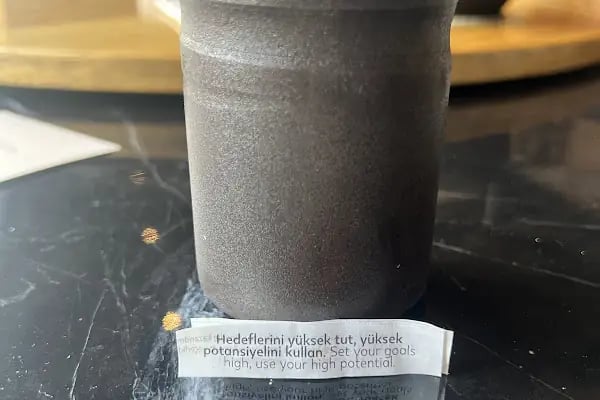 Hedeflerini yüksek tut, yüksek
potansiyelini kullan. Set your goals
high, use your high potential.